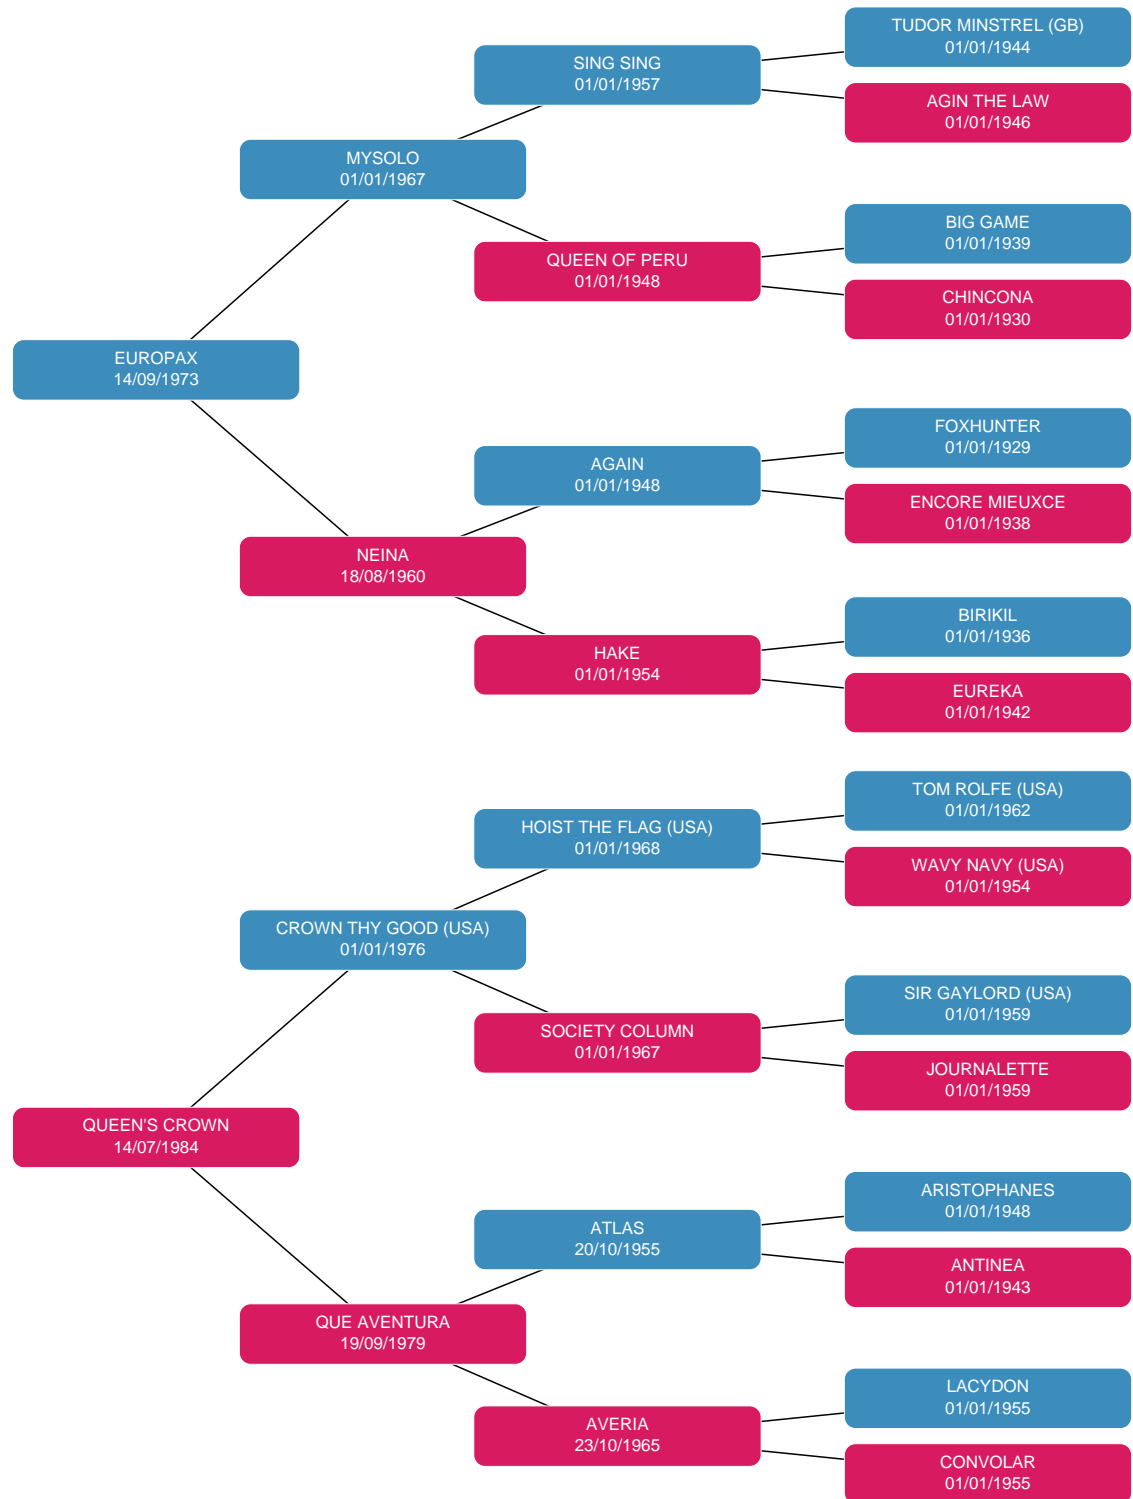 TUDOR MINSTREL (GB)
01/01/1944
SING SING
01/01/1957
AGIN THE LAW
01/01/1946
MYSOLO
01/01/1967
BIG GAME
01/01/1939
QUEEN OF PERU
01/01/1948
CHINCONA
01/01/1930
EUROPAX
14/09/1973
FOXHUNTER
01/01/1929
AGAIN
01/01/1948
ENCORE MIEUXCE
01/01/1938
NEINA
18/08/1960
BIRIKIL
01/01/1936
HAKE
01/01/1954
EUREKA
01/01/1942
TOM ROLFE (USA)
01/01/1962
HOIST THE FLAG (USA)
01/01/1968
WAVY NAVY (USA)
01/01/1954
CROWN THY GOOD (USA)
01/01/1976
SIR GAYLORD (USA)
01/01/1959
SOCIETY COLUMN
01/01/1967
JOURNALETTE
01/01/1959
QUEEN'S CROWN
14/07/1984
ARISTOPHANES
01/01/1948
ATLAS
20/10/1955
ANTINEA
01/01/1943
QUE AVENTURA
19/09/1979
LACYDON
01/01/1955
AVERIA
23/10/1965
CONVOLAR
01/01/1955